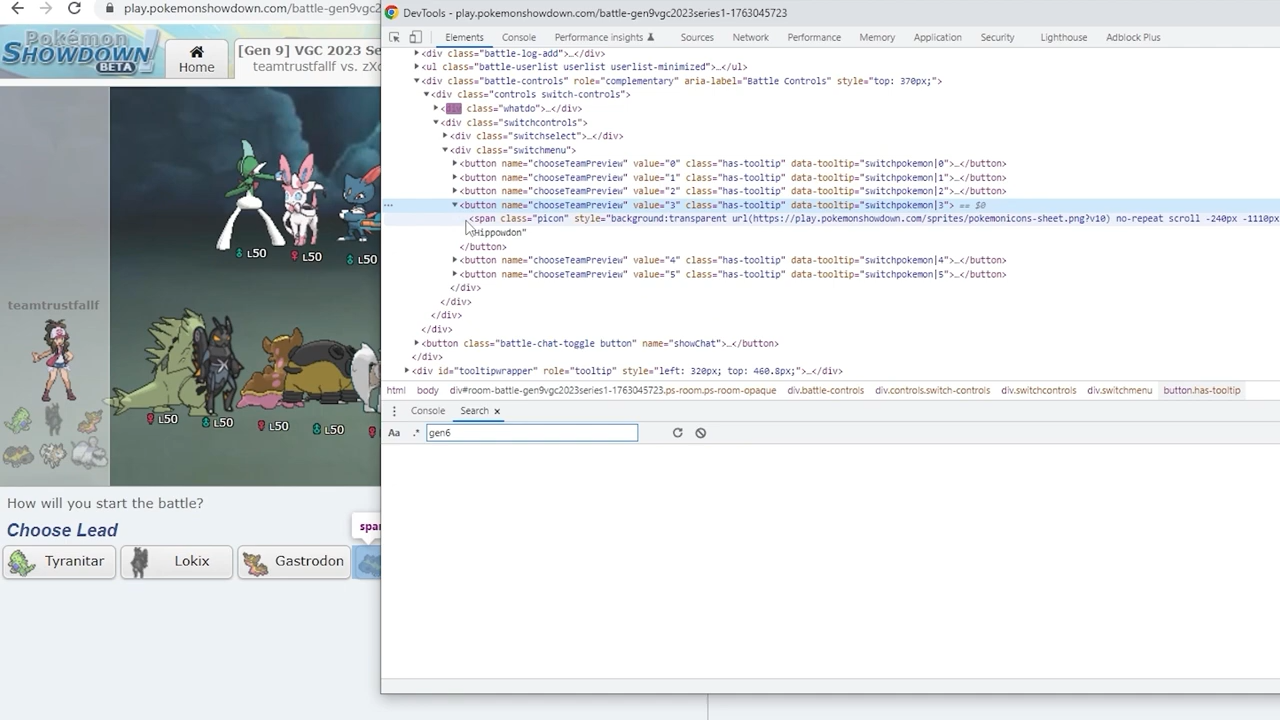 play.pokemonshowdown.com/battle-gen9vgc2
Pokémon
SHOWDOWN!
BETA
Home
[Gen 9] VGC 2023 Se
teamtrustfallf vs. zXc
L50
L50
L50
teamtrustfallf
L50
L50
L50
L50
How will you start the battle?
Choose Lead
Tyranitar
Lokix
Gastrodon
spa
DevTools - play.pokemonshowdown.com/battle-gen9vgc2023series1-1763045723
Elements Console Performance insights Sources Network Performance Memory Application Security Lighthouse Adblock Plus
<div class="battle-log-add">…</div>
<ul class="battle-userlist userlist userlist-minimized">…</ul>
<div class="battle-controls" role="complementary" aria-label="Battle Controls" style="top: 370px;">
<div class="controls switch-controls">
<div class="whatdo">…</div>
<div class="switchcontrols">
<div class="switchselect">…</div>
<div class="switchmenu">
<button name="chooseTeamPreview" value="0" class="has-tooltip" data-tooltip="switchpokemon|0">…</button>
<button name="chooseTeamPreview" value="1" class="has-tooltip" data-tooltip="switchpokemon|1">…</button>
<button name="chooseTeamPreview" value="2" class="has-tooltip" data-tooltip="switchpokemon|2">…</button>
<button name="chooseTeamPreview" value="3" class="has-tooltip" data-tooltip="switchpokemon|3"> == $0
<span class="picon" style="background:transparent url(https://play.pokemonshowdown.com/sprites/pokemonicons-sheet.png?v10) no-repeat scroll -240px -1110px
Hippowdon"
</button>
<button name="chooseTeamPreview" value="4" class="has-tooltip" data-tooltip="switchpokemon|4">…</button>
<button name="chooseTeamPreview" value="5" class="has-tooltip" data-tooltip="switchpokemon|5">…</button>
</div>
</div>
</div>
</div>
<button class="battle-chat-toggle button" name="showChat">…</button>
</div>
<div id="tooltipwrapper" role="tooltip" style="left: 320px; top: 460.8px;">…</div>
html body div#room-battle-gen9vgc2023series1-1763045723.ps-room.ps-room-opaque div.battle-controls div.controls.switch-controls div.switchcontrols div.switchmenu button.has-tooltip
Console Search ×
Aa .* gen6